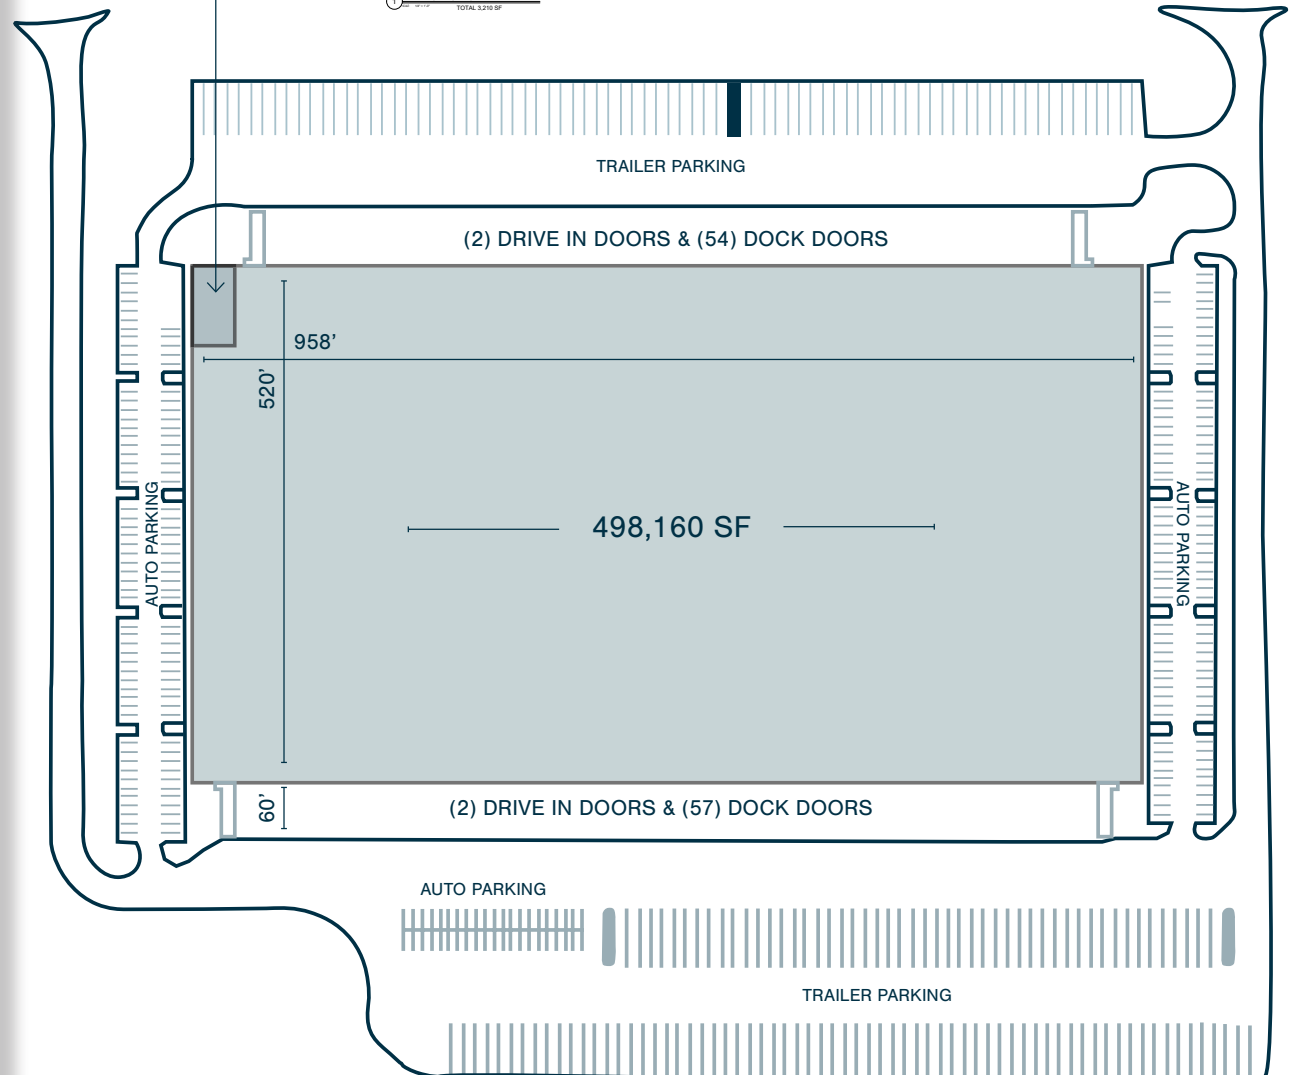 TOTAL 3,210 SF
TRAILER PARKING
(2) DRIVE IN DOORS & (54) DOCK DOORS
958’
520’
AUTO PARKING
498,160 SF
AUTO PARKING
60’
(2) DRIVE IN DOORS & (57) DOCK DOORS
AUTO PARKING
TRAILER PARKING